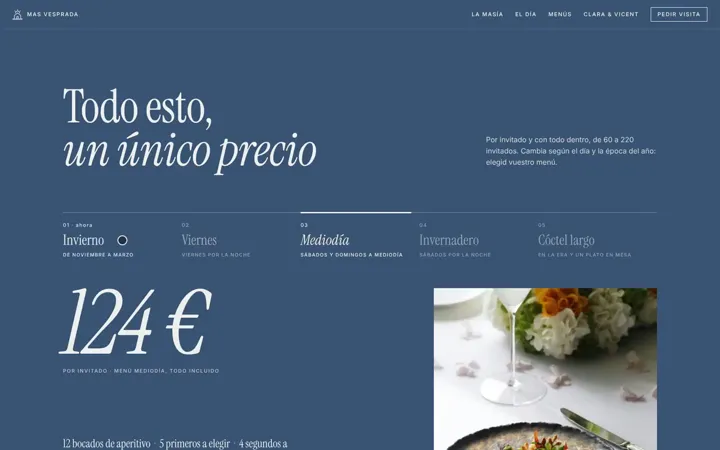 MAS VESPRADA
LA MASÍA EL DÍA MENÚS CLARA & VICENT PEDIR VISITA
Todo esto,
un único precio
Por invitado y con todo dentro, de 60 a 220
invitados. Cambia según el día y la época del año:
elegid vuestro menú.
01 · ahora
Invierno
DE NOVIEMBRE A MARZO
02
Viernes
VIERNES POR LA NOCHE
03
Mediodía
SÁBADOS Y DOMINGOS A MEDIODÍA
04
Invernadero
SÁBADOS POR LA NOCHE
05
Cóctel largo
EN LA ERA Y UN PLATO EN MESA
124 €
POR INVITADO · MENÚ MEDIODÍA, TODO INCLUIDO
12 bocados de aperitivo · 5 primeros a elegir · 4 segundos a